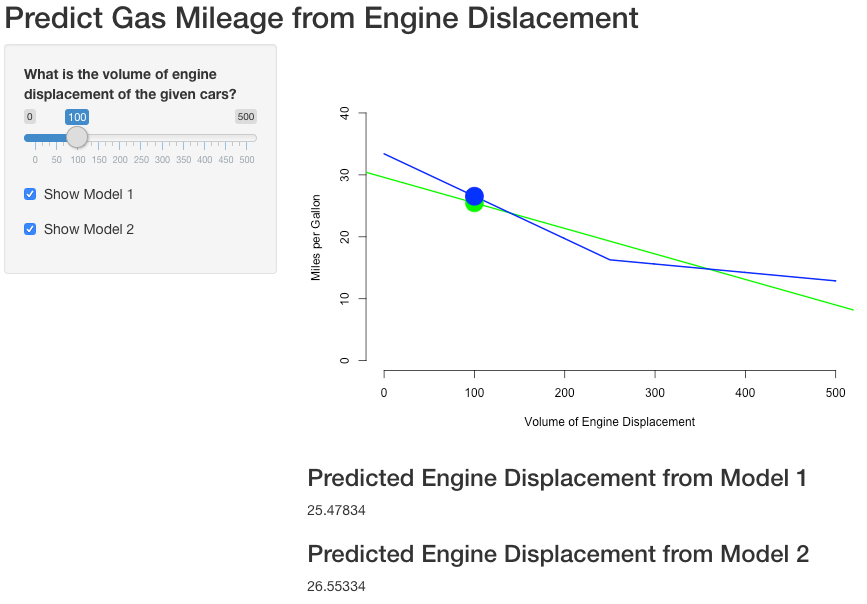 Predict Gas Mileage from Engine Dislacement
What is the volume of engine
displacement of the given cars?
0 100 500
0 50 100 150 200 250 300 350 400 450 500
Show Model 1
Show Model 2
Miles per Gallon
40
30
20
10
0
0 100 200 300 400 500
Volume of Engine Displacement
Predicted Engine Displacement from Model 1
25.47834
Predicted Engine Displacement from Model 2
26.55334